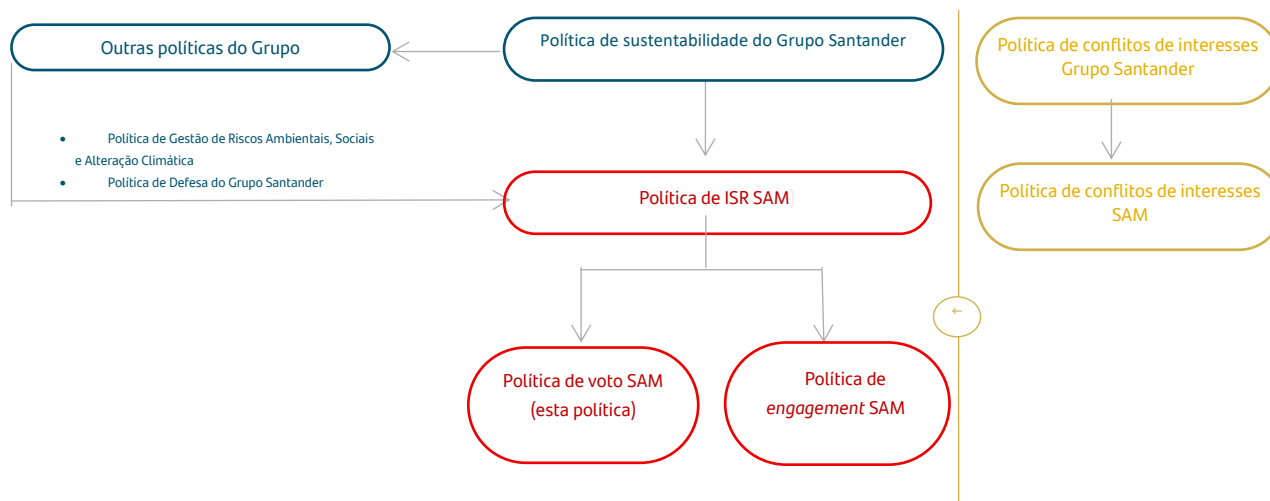 Outras políticas do Grupo
Política de sustentabilidade do Grupo Santander
Política de conflitos de interesses
Grupo Santander
• Política de Gestão de Riscos Ambientais, Sociais
e Alteração Climática
• Política de Defesa do Grupo Santander
Política de ISR SAM)
Política de conflitos de interesses
SAM
←
Política de voto SAM
(esta política)
Política de
engagement SAM